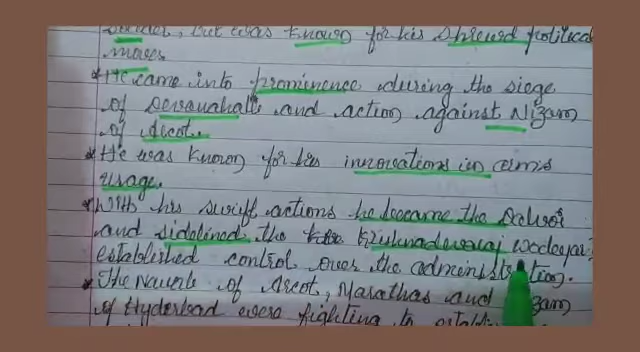 but was known for his shrewd political
moves
* He came into prominence during the siege
of Devanahalli and action against Nizam
of Arcot.
* He was known for his innovations in arms
usage.
* With his swift actions he became the
and sidelined the Krishnadevaraj Wodeyar
established control over the administration.
* The Nawab of Arcot, Marathas and Nizam
of Hyderbad were fighting to